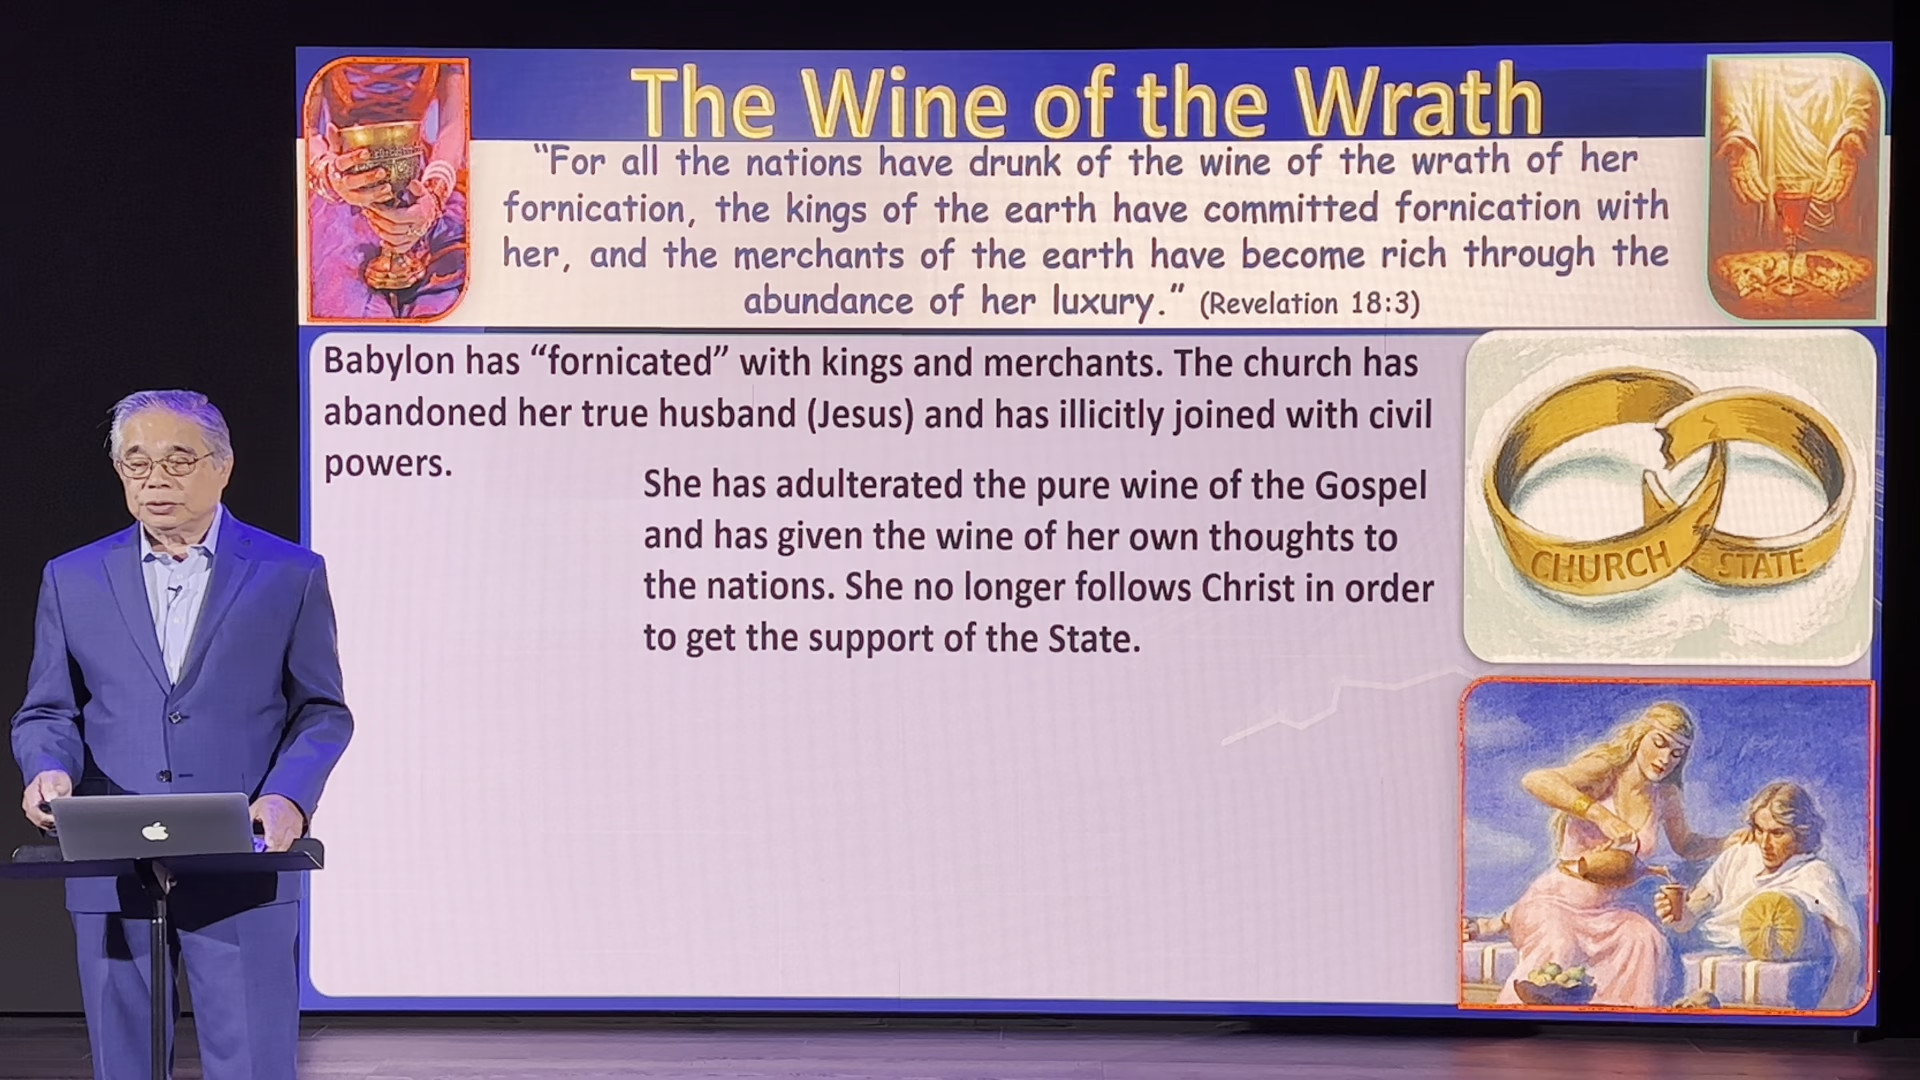 The Wine of the Wrath
“For all the nations have drunk of the wine of the wrath of her
fornication, the kings of the earth have committed fornication with
her, and the merchants of the earth have become rich through the
abundance of her luxury.” (Revelation 18:3)
Babylon has “fornicated” with kings and merchants. The church has
abandoned her true husband (Jesus) and has illicitly joined with civil
powers.
She has adulterated the pure wine of the Gospel
and has given the wine of her own thoughts to
the nations. She no longer follows Christ in order
to get the support of the State.
CHURCH
STATE